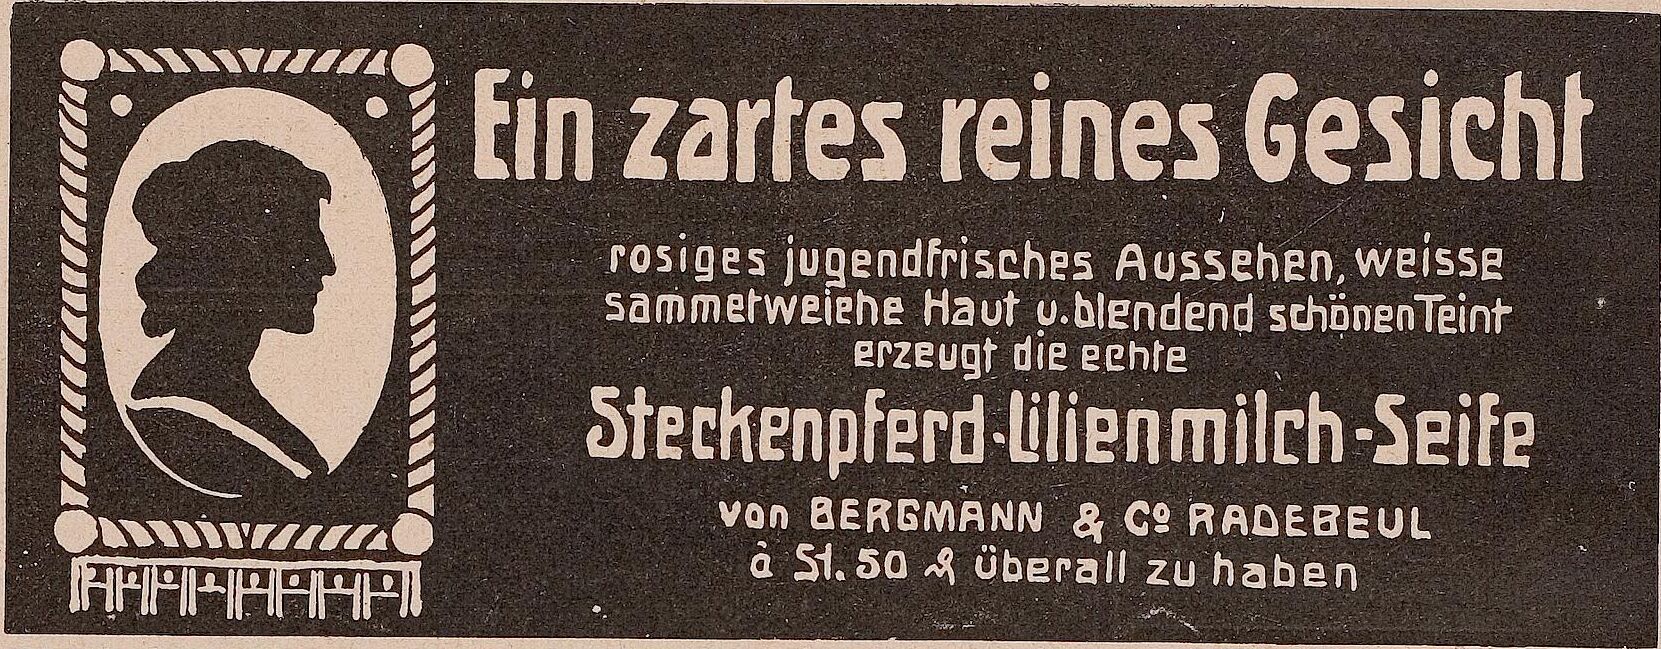 Ein zartes reines Gesicht
rosiges jugendfrisches Aussehen, weisse
sammetweiche Haut u. blendend schönen Teint
erzeugt die echte
Steckenpferd-Lilienmilch-Seife
von BERGMANN & Co RADEBEUL
à St. 50 ₰ überall zu haben